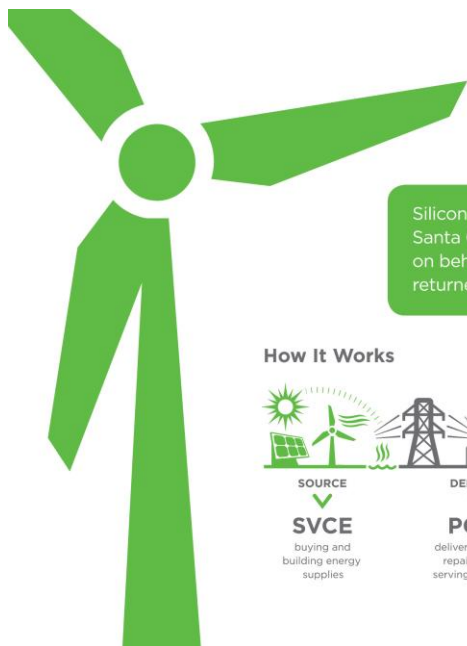 Silicon
Santa
on beh
returne
How It Works
SOURCE
DE
SVCE
P
buying and
building energy
supplies
deliver
repai
serving